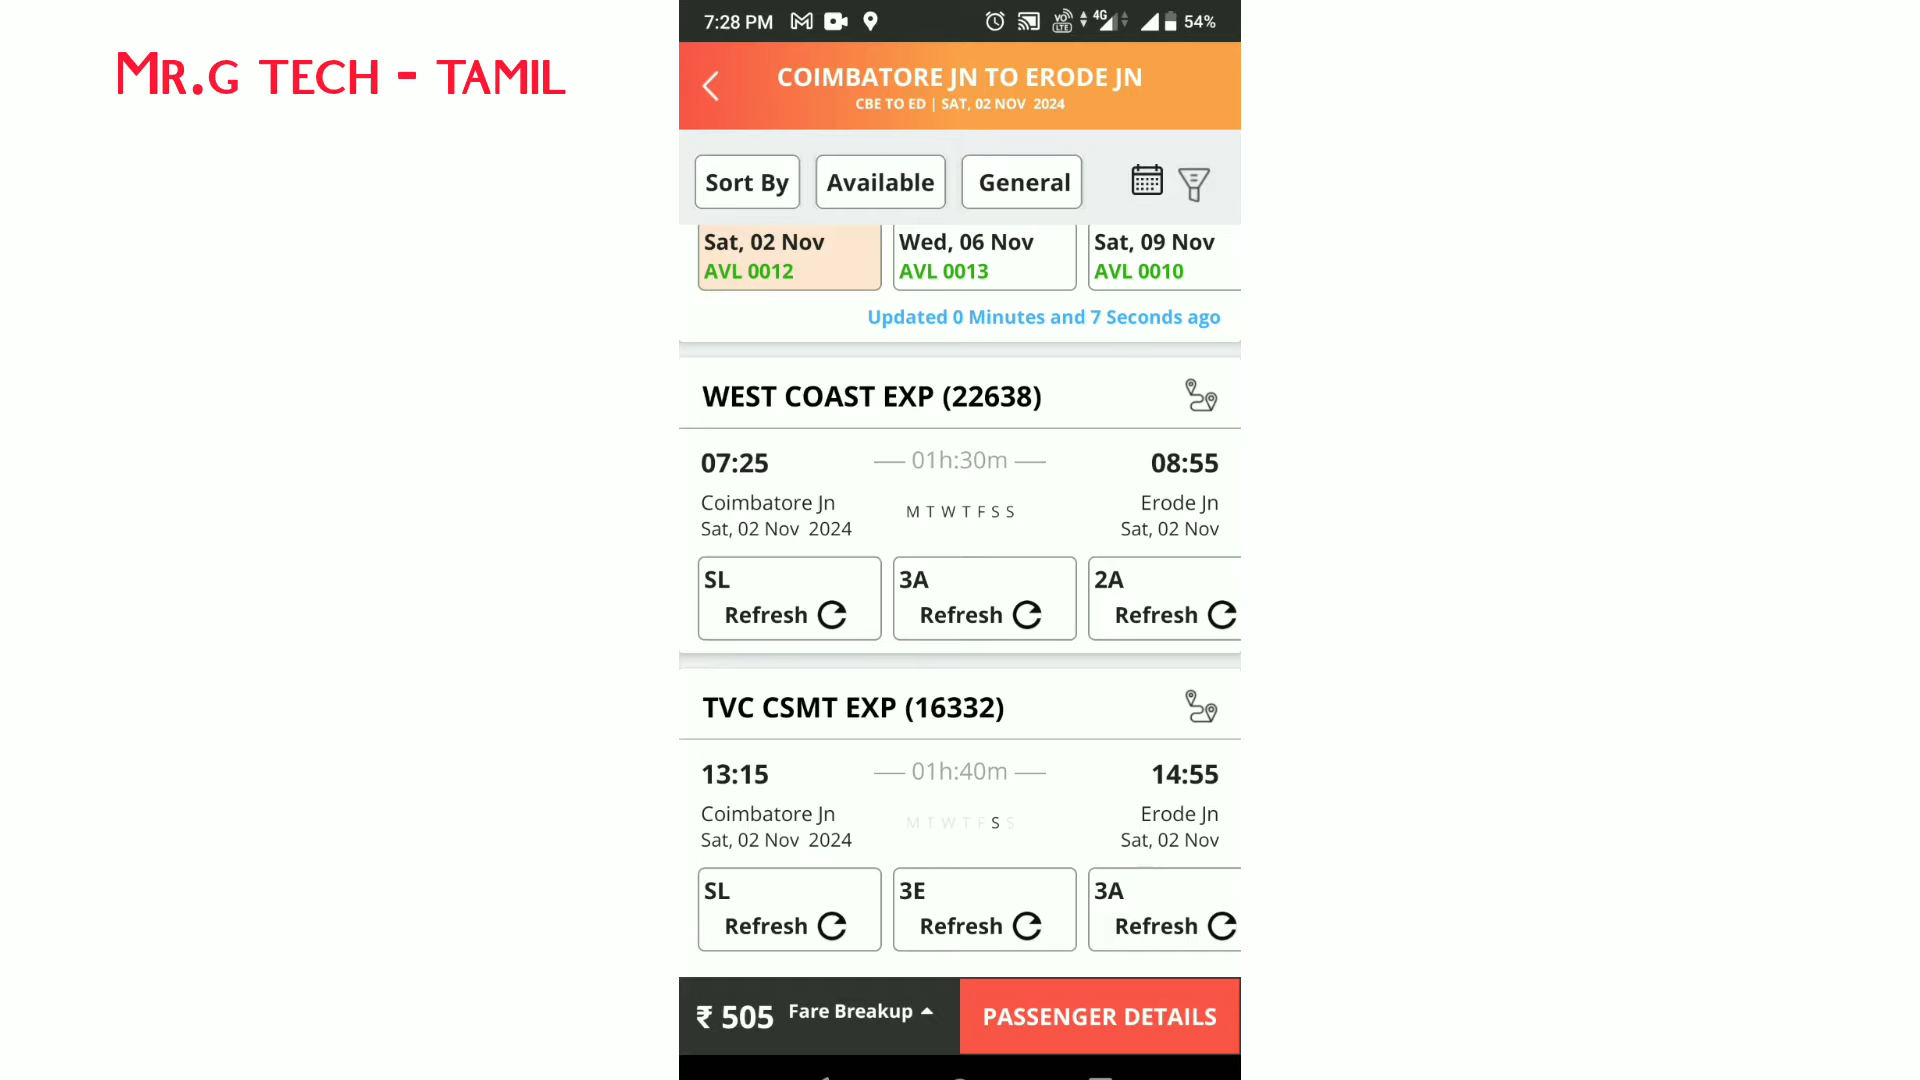 MR.G TECH - TAMIL
7:28 PM 4G 54%
COIMBATORE JN TO ERODE JN
CBE TO ED | SAT, 02 NOV 2024
Sort By Available General
Sat, 02 Nov Wed, 06 Nov Sat, 09 Nov
AVL 0012 AVL 0013 AVL 0010
Updated 0 Minutes and 7 Seconds ago
WEST COAST EXP (22638)
07:25 01h:30m 08:55
Coimbatore Jn M T W T F S S Erode Jn
Sat, 02 Nov 2024 Sat, 02 Nov
SL 3A 2A
Refresh Refresh Refresh
TVC CSMT EXP (16332)
13:15 01h:40m 14:55
Coimbatore Jn M T W T F S S Erode Jn
Sat, 02 Nov 2024 Sat, 02 Nov
SL 3E 3A
Refresh Refresh Refresh
₹ 505 Fare Breakup PASSENGER DETAILS